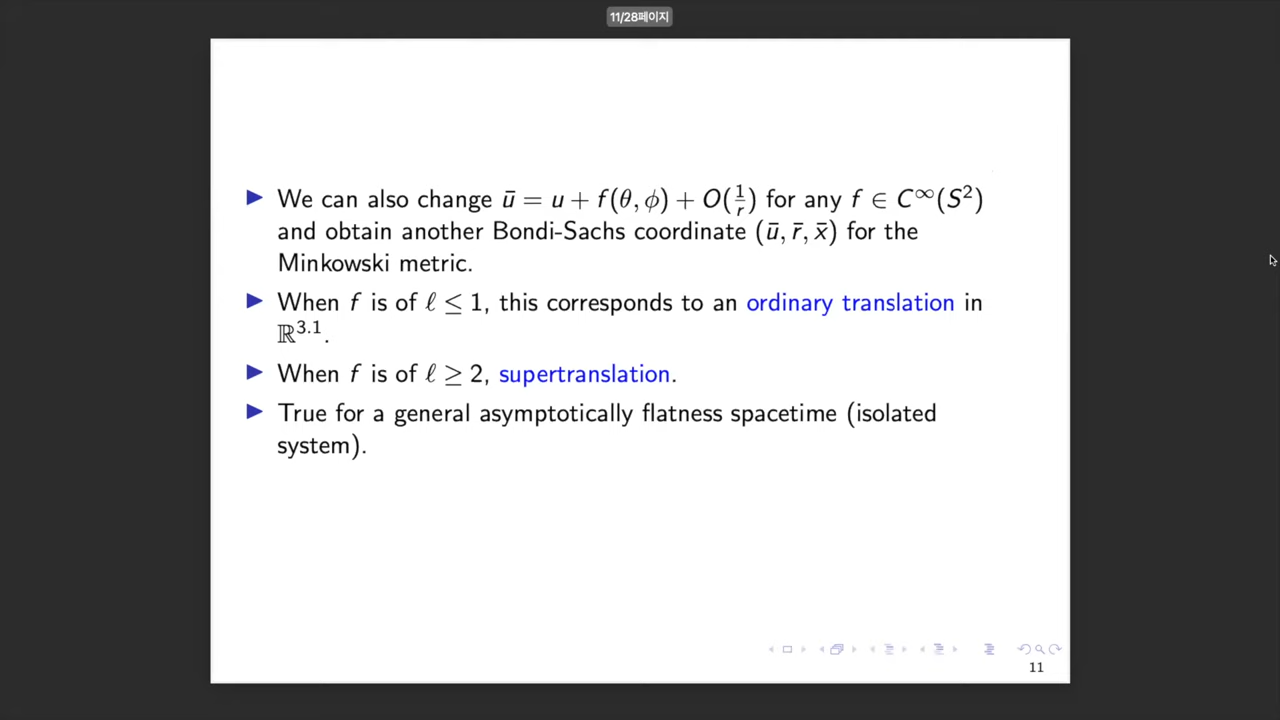 11/28페이지
▶ We can also change ū = u + f(θ, ϕ) + O(1/r) for any f ∈ C∞(S²)
and obtain another Bondi-Sachs coordinate (ū, r̄, x̄) for the
Minkowski metric.
▶ When f is of ℓ ≤ 1, this corresponds to an ordinary translation in
ℝ³·¹.
▶ When f is of ℓ ≥ 2, supertranslation.
▶ True for a general asymptotically flatness spacetime (isolated
system).
11